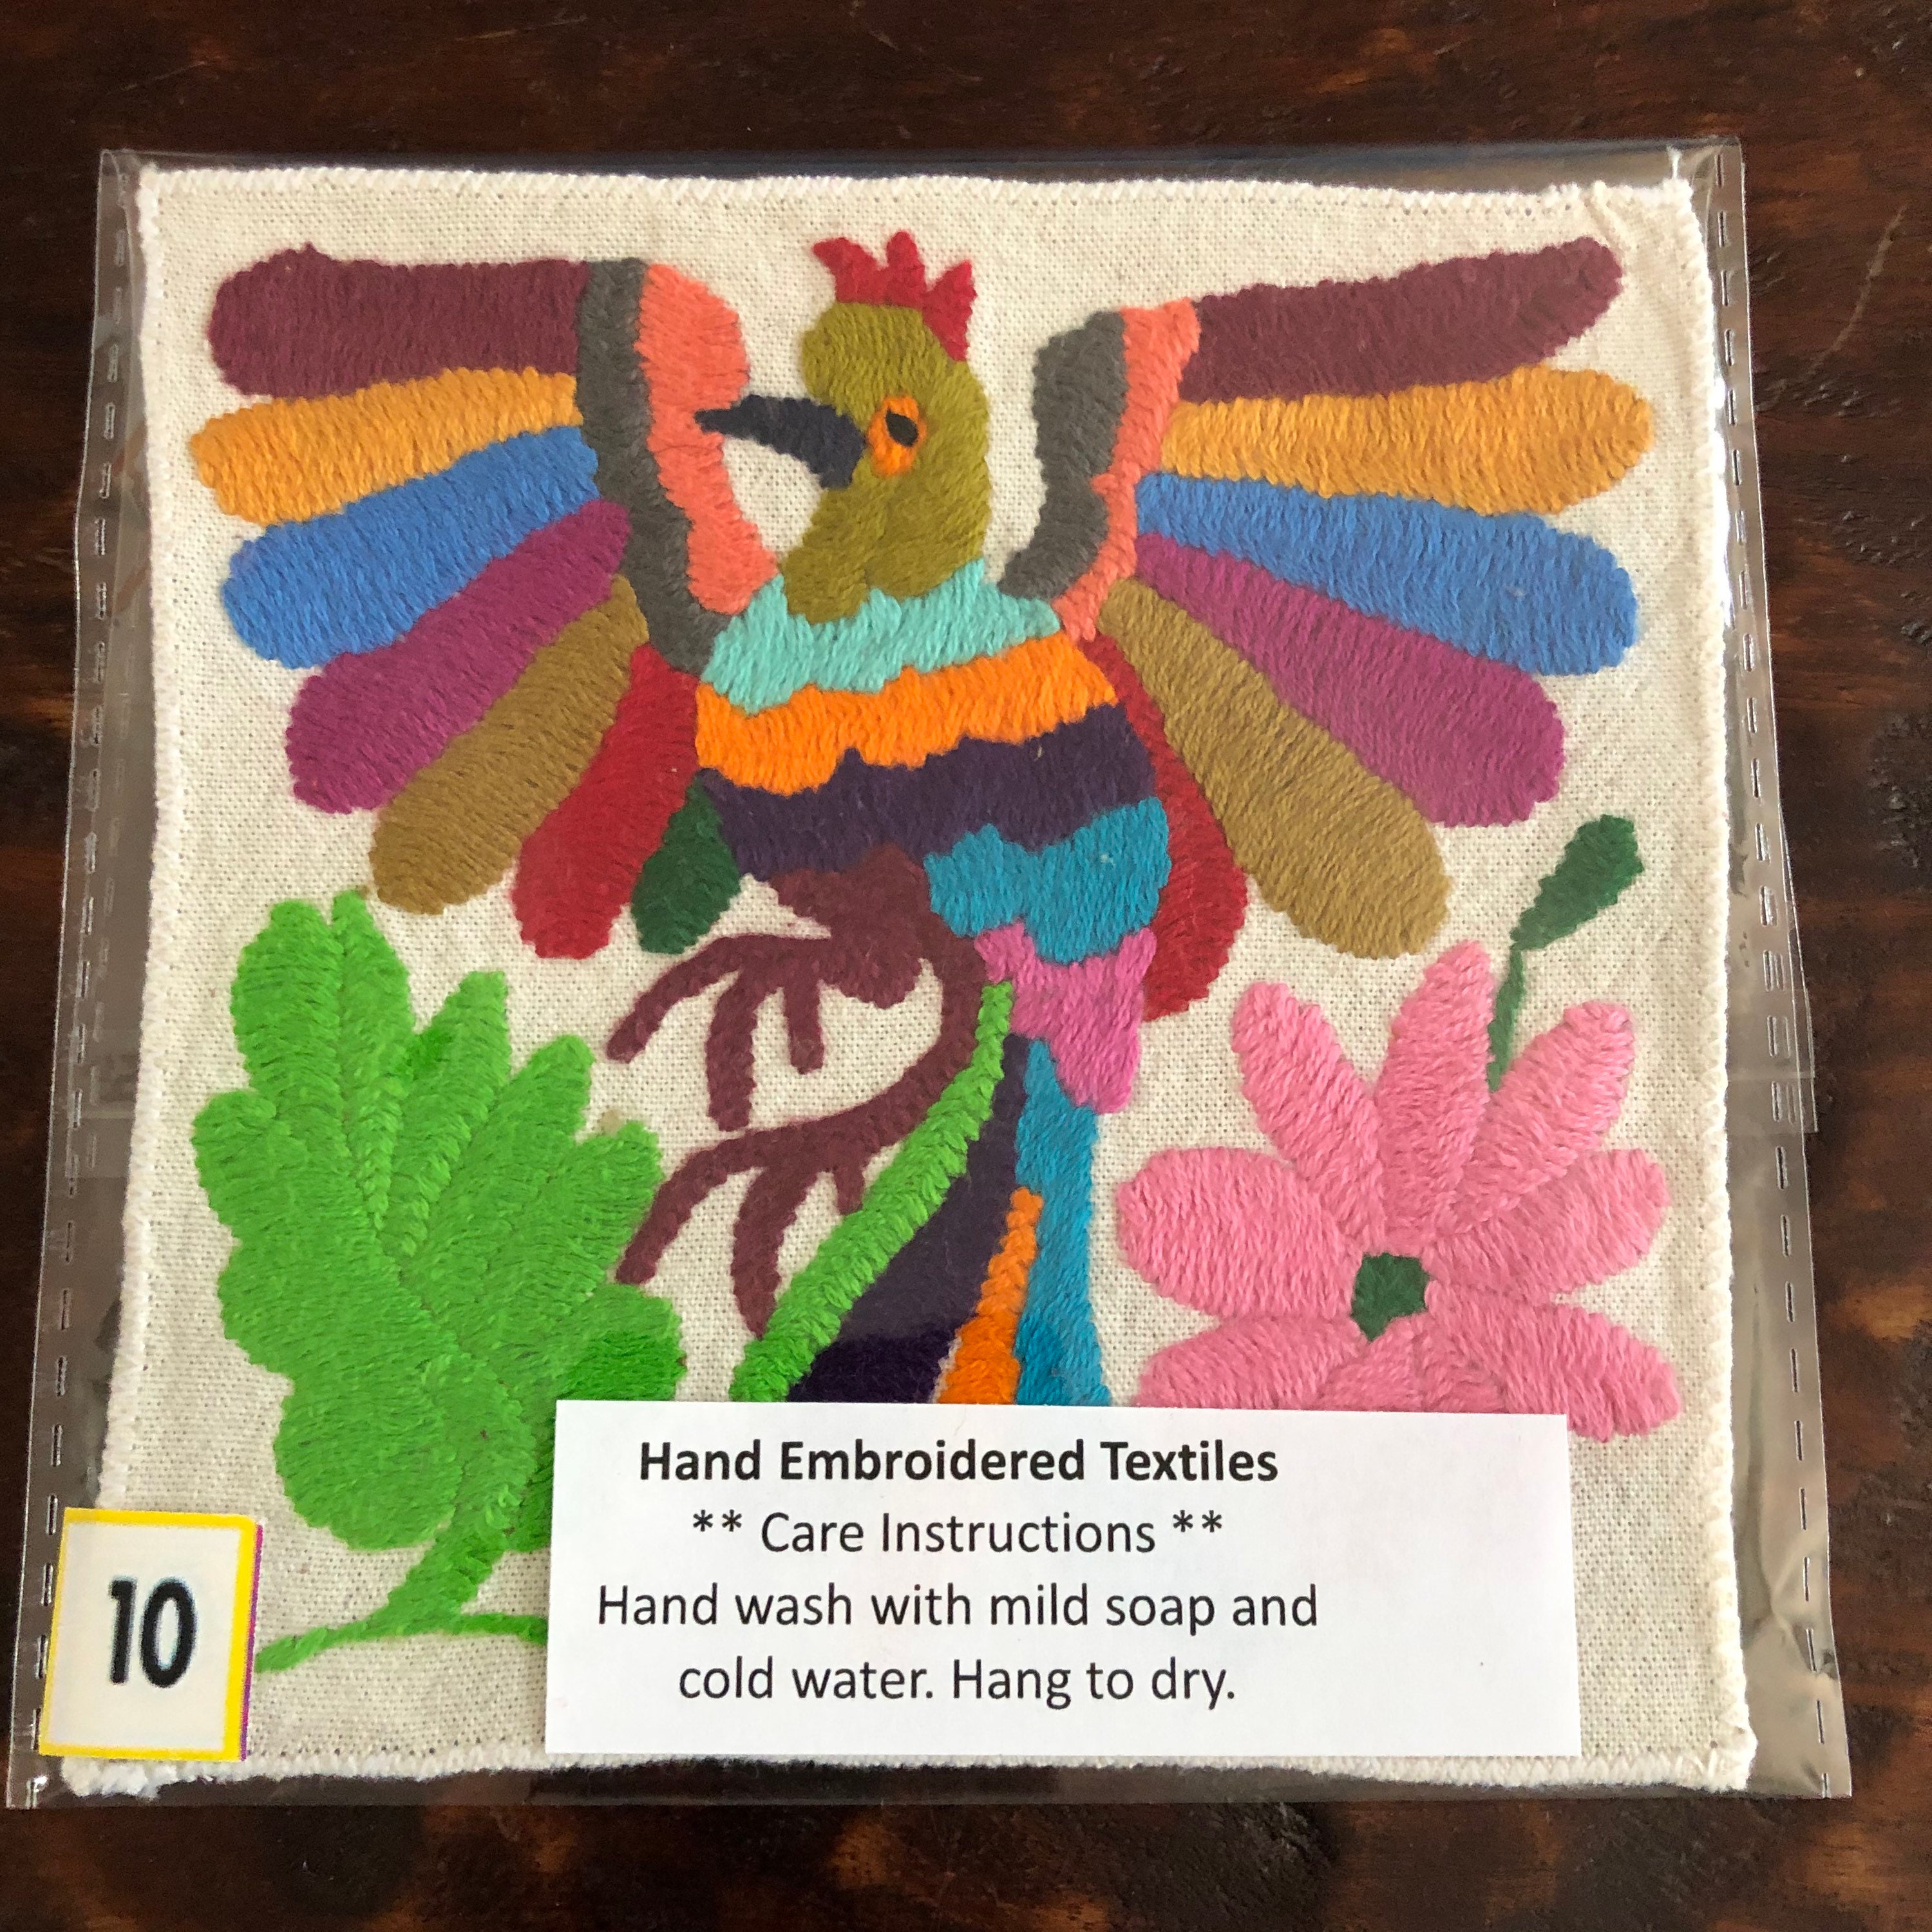 Hand Embroidered Textiles
** Care Instructions **
Hand wash with mild soap and
cold water. Hang to dry.
10